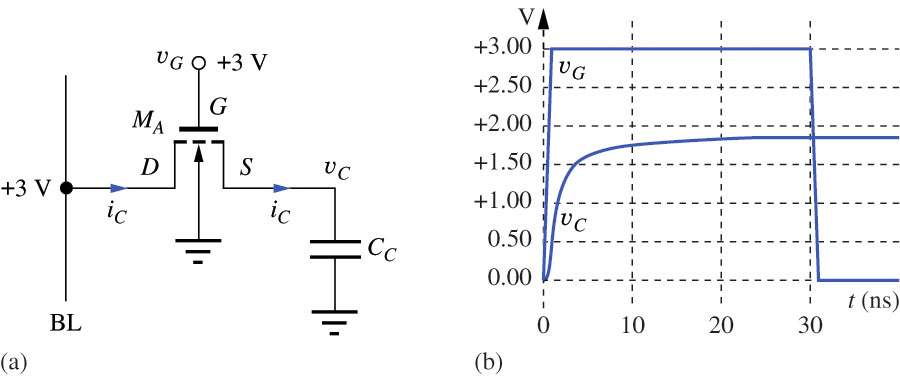 v_G +3 V
G
M_A
D S v_C
+3 V
i_C i_C
C_C
BL
(a)
V
+3.00
v_G
+2.50
+2.00
+1.50
+1.00
v_C
0.50
0.00
t (ns)
0 10 20 30
(b)